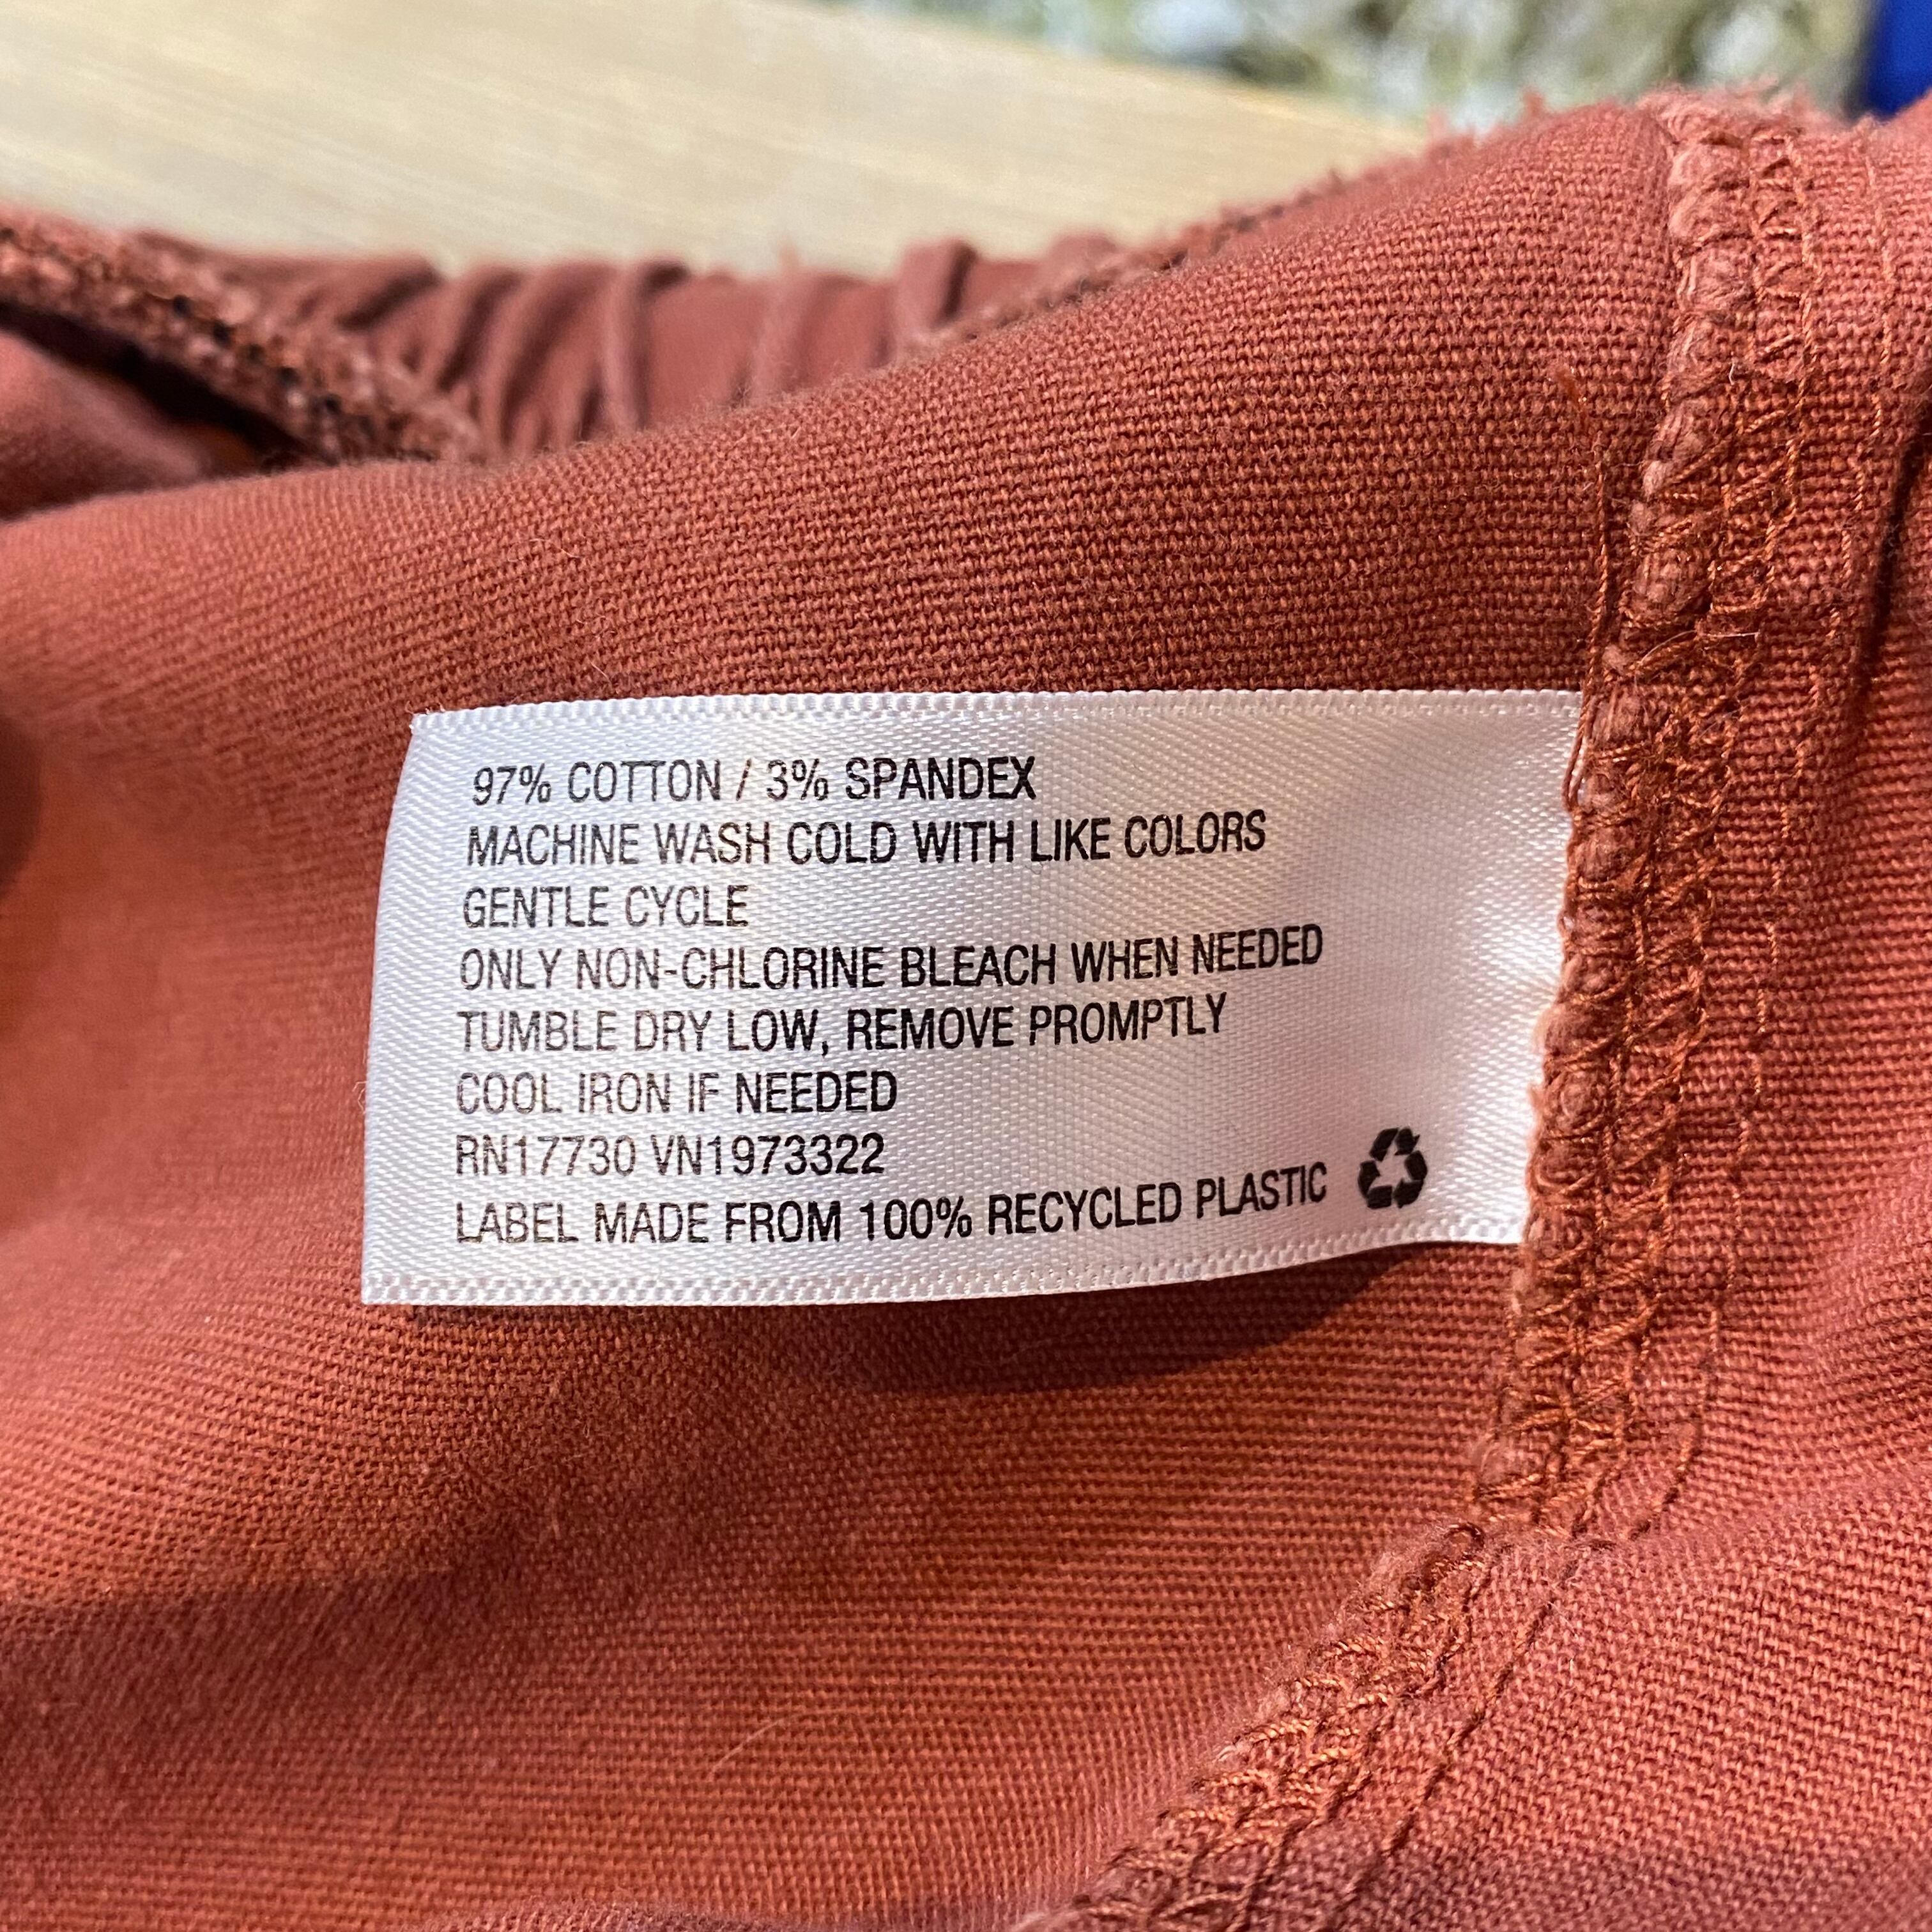 97% COTTON / 3% SPANDEX
MACHINE WASH COLD WITH LIKE COLORS
GENTLE CYCLE
ONLY NON-CHLORINE BLEACH WHEN NEEDED
TUMBLE DRY LOW, REMOVE PROMPTLY
COOL IRON IF NEEDED
RN17730 VN1973322
LABEL MADE FROM 100% RECYCLED PLASTIC